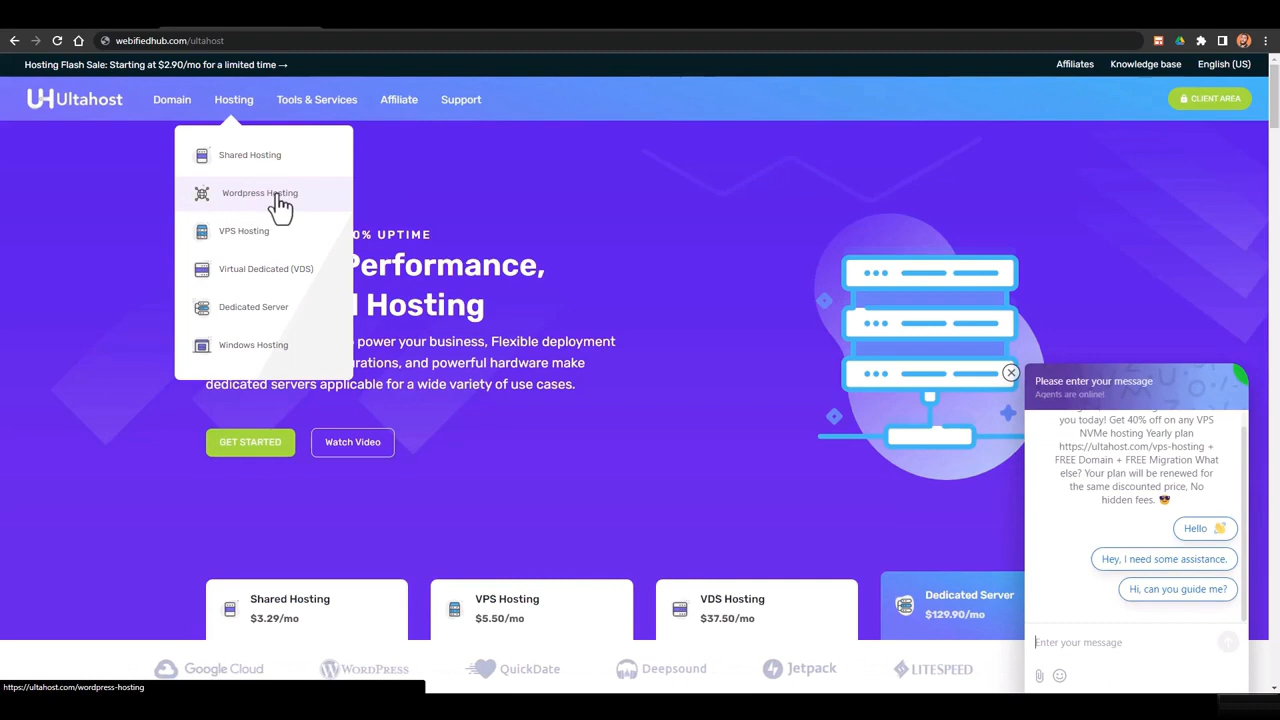 webifiedhub.com/ultahost
Hosting Flash Sale: Starting at $2.90/mo for a limited time →
Affiliates
Knowledge base
English (US)
Ultahost
Domain
Hosting
Tools & Services
Affiliate
Support
CLIENT AREA
Shared Hosting
Wordpress Hosting
VPS Hosting
Virtual Dedicated (VDS)
Dedicated Server
Windows Hosting
0% UPTIME
Performance,
Hosting
power your business, Flexible deployment
and powerful hardware make
dedicated servers applicable for a wide variety of use cases.
GET STARTED
Watch Video
Please enter your message
Agents are online!
you today! Get 40% off on any VPS
NVMe hosting Yearly plan
https://ultahost.com/vps-hosting +
FREE Domain + FREE Migration What
else? Your plan will be renewed for
the same discounted price, No
hidden fees. 😎
Hello 👋
Hey, I need some assistance.
Hi, can you guide me?
Enter your message
Shared Hosting
$3.29/mo
VPS Hosting
$5.50/mo
VDS Hosting
$37.50/mo
Dedicated Server
$129.90/mo
Google Cloud
WORDPRESS
QuickDate
Deepsound
Jetpack
LITESPEED
https://ultahost.com/wordpress-hosting